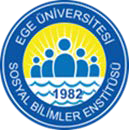 EGE ÜNİVERSİTESİ
1982
SOSYAL BİLİMLER ENSTİTÜSÜ